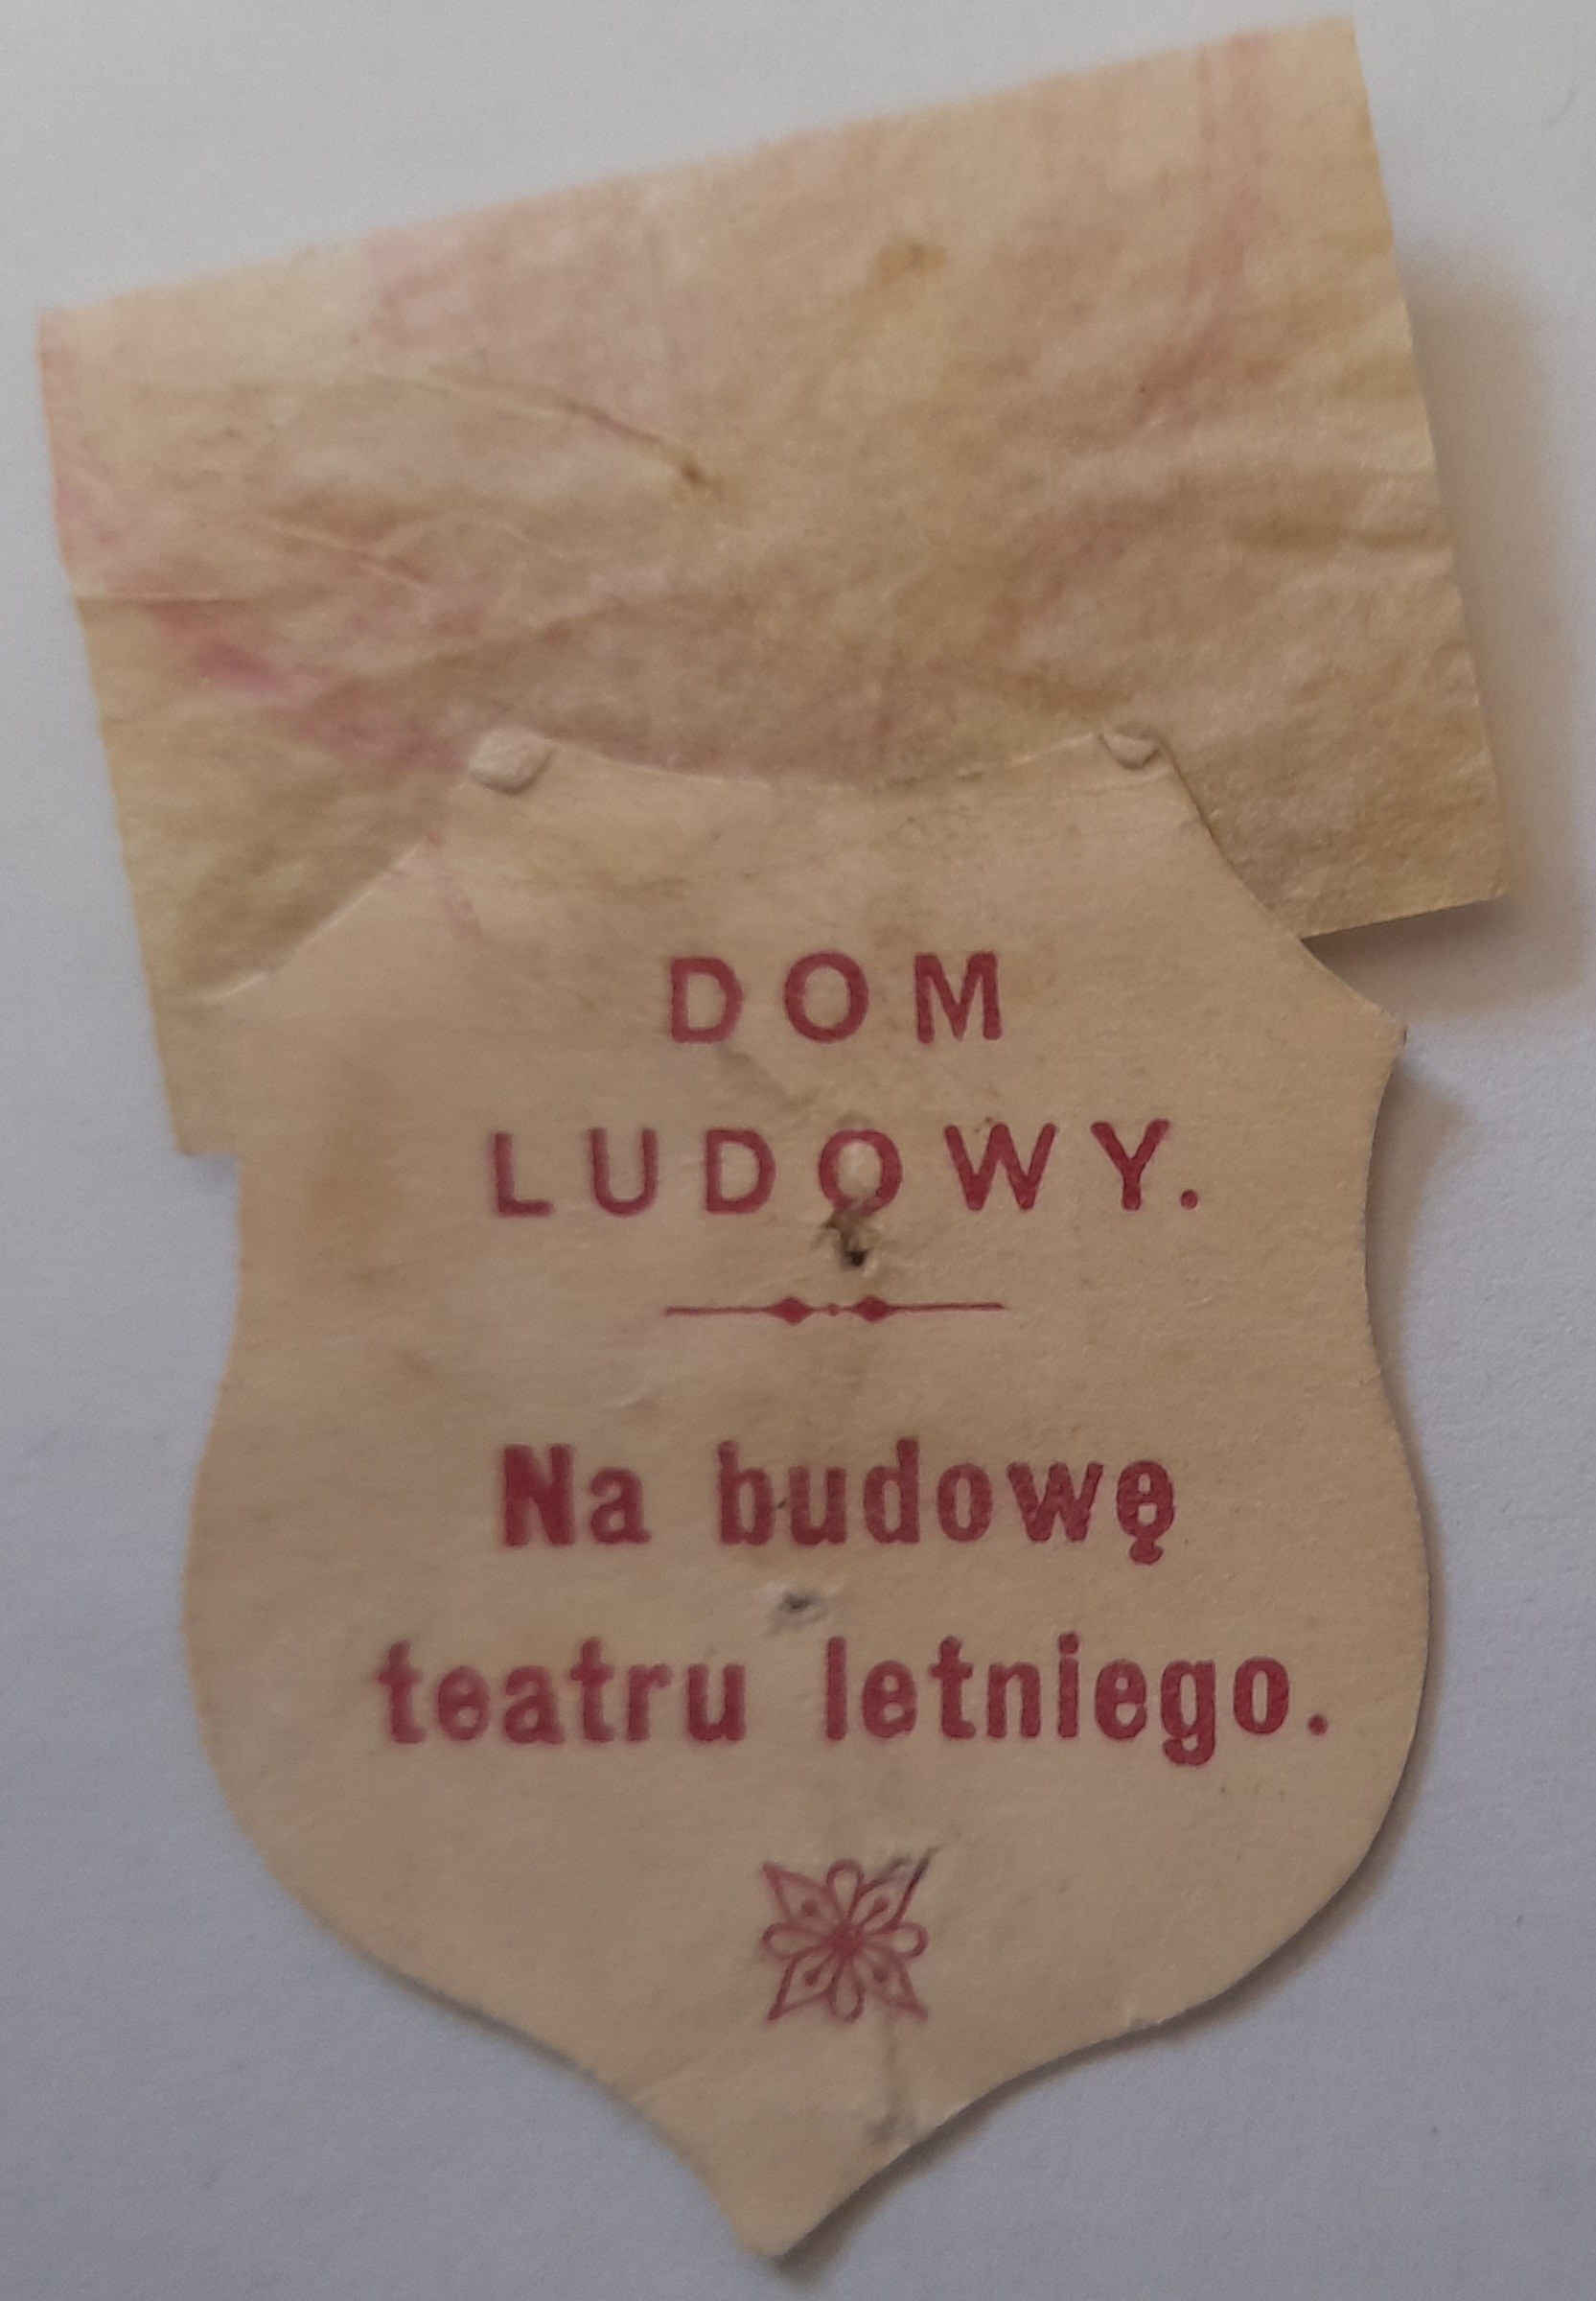 DOM
LUDOWY.
Na budowę
teatru letniego.